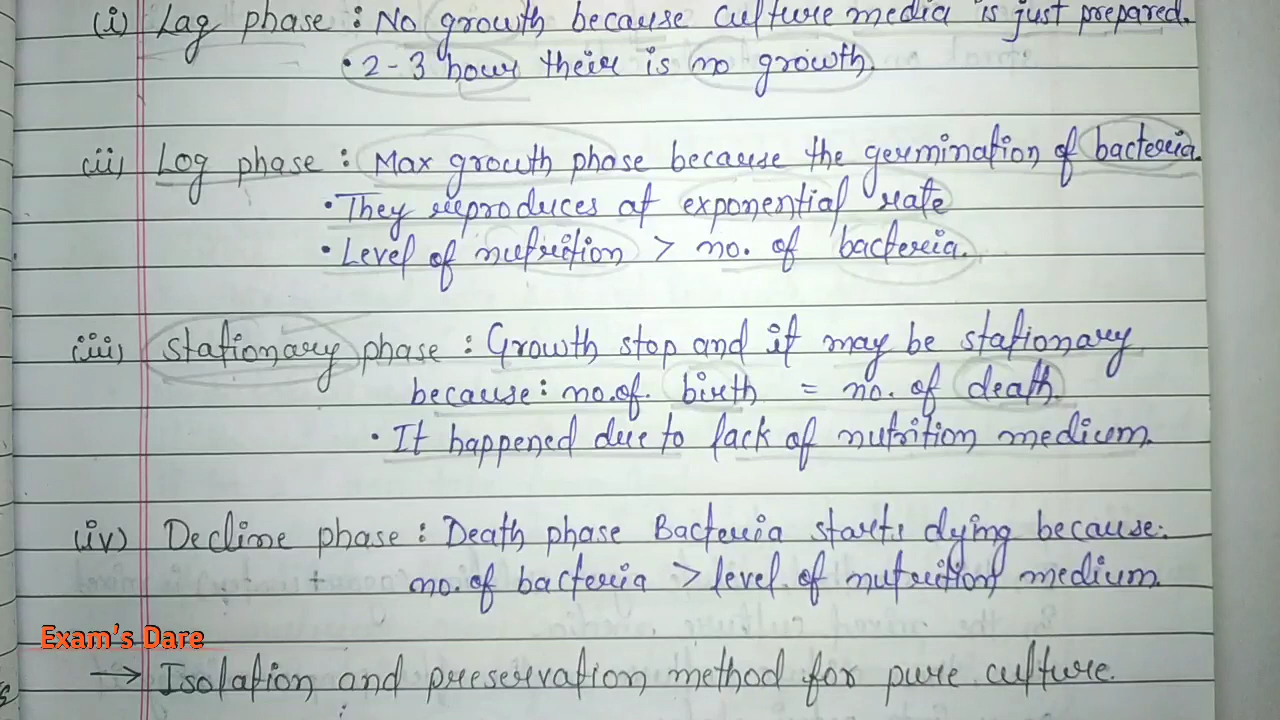 (i) Lag phase : No growth because culture media is just prepared.
• 2-3 hour their is no growth.
(ii) Log phase : Max growth phase because the germination of bacteria.
• They reproduces at exponential rate
• Level of nutrition > no. of bacteria.
(iii) Stationary phase : Growth stop and it may be stationary
because : no. of. birth = no. of death.
• It happened due to lack of nutrition medium.
(iv) Decline phase : Death phase Bacteria starts dying because:
no. of bacteria > level of nutrition medium.
Exam's Dare
→ Isolation and preservation method for pure culture.